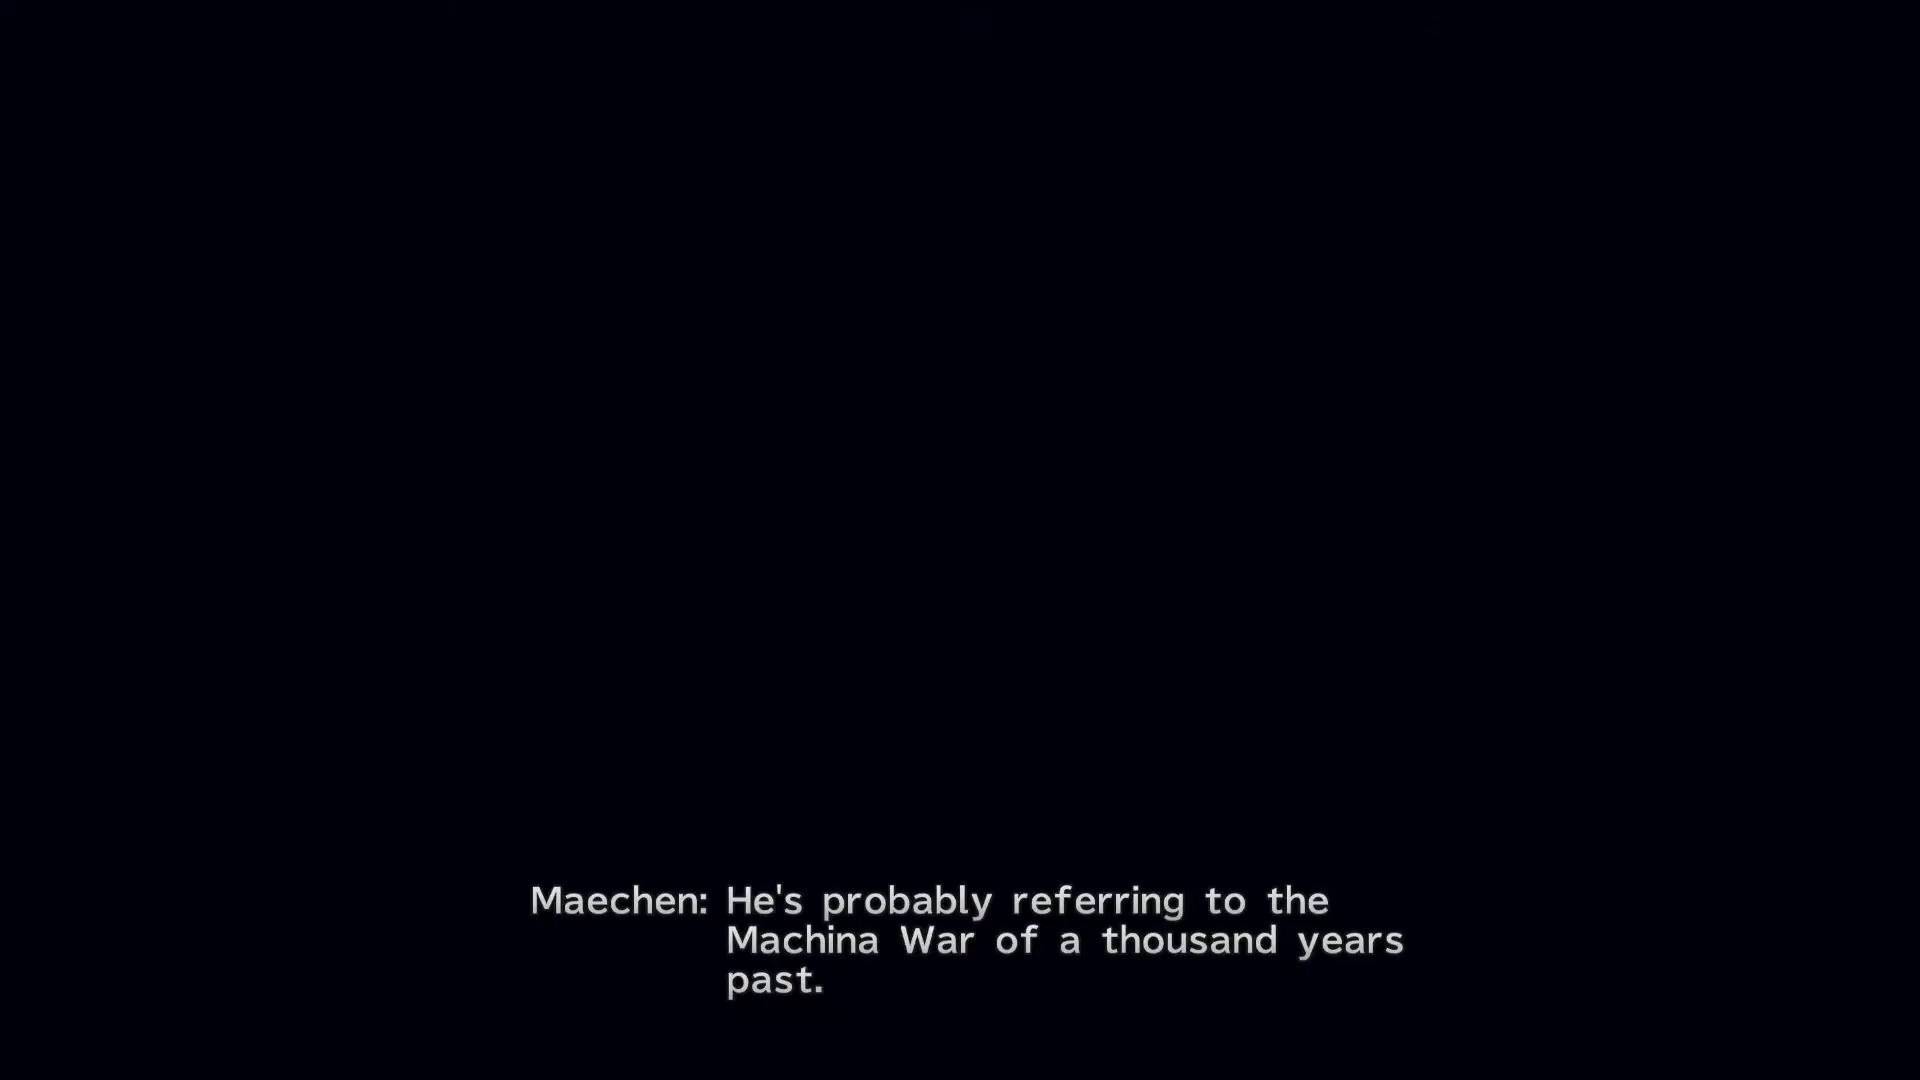 Maechen: He's probably referring to the
Machina War of a thousand years
past.